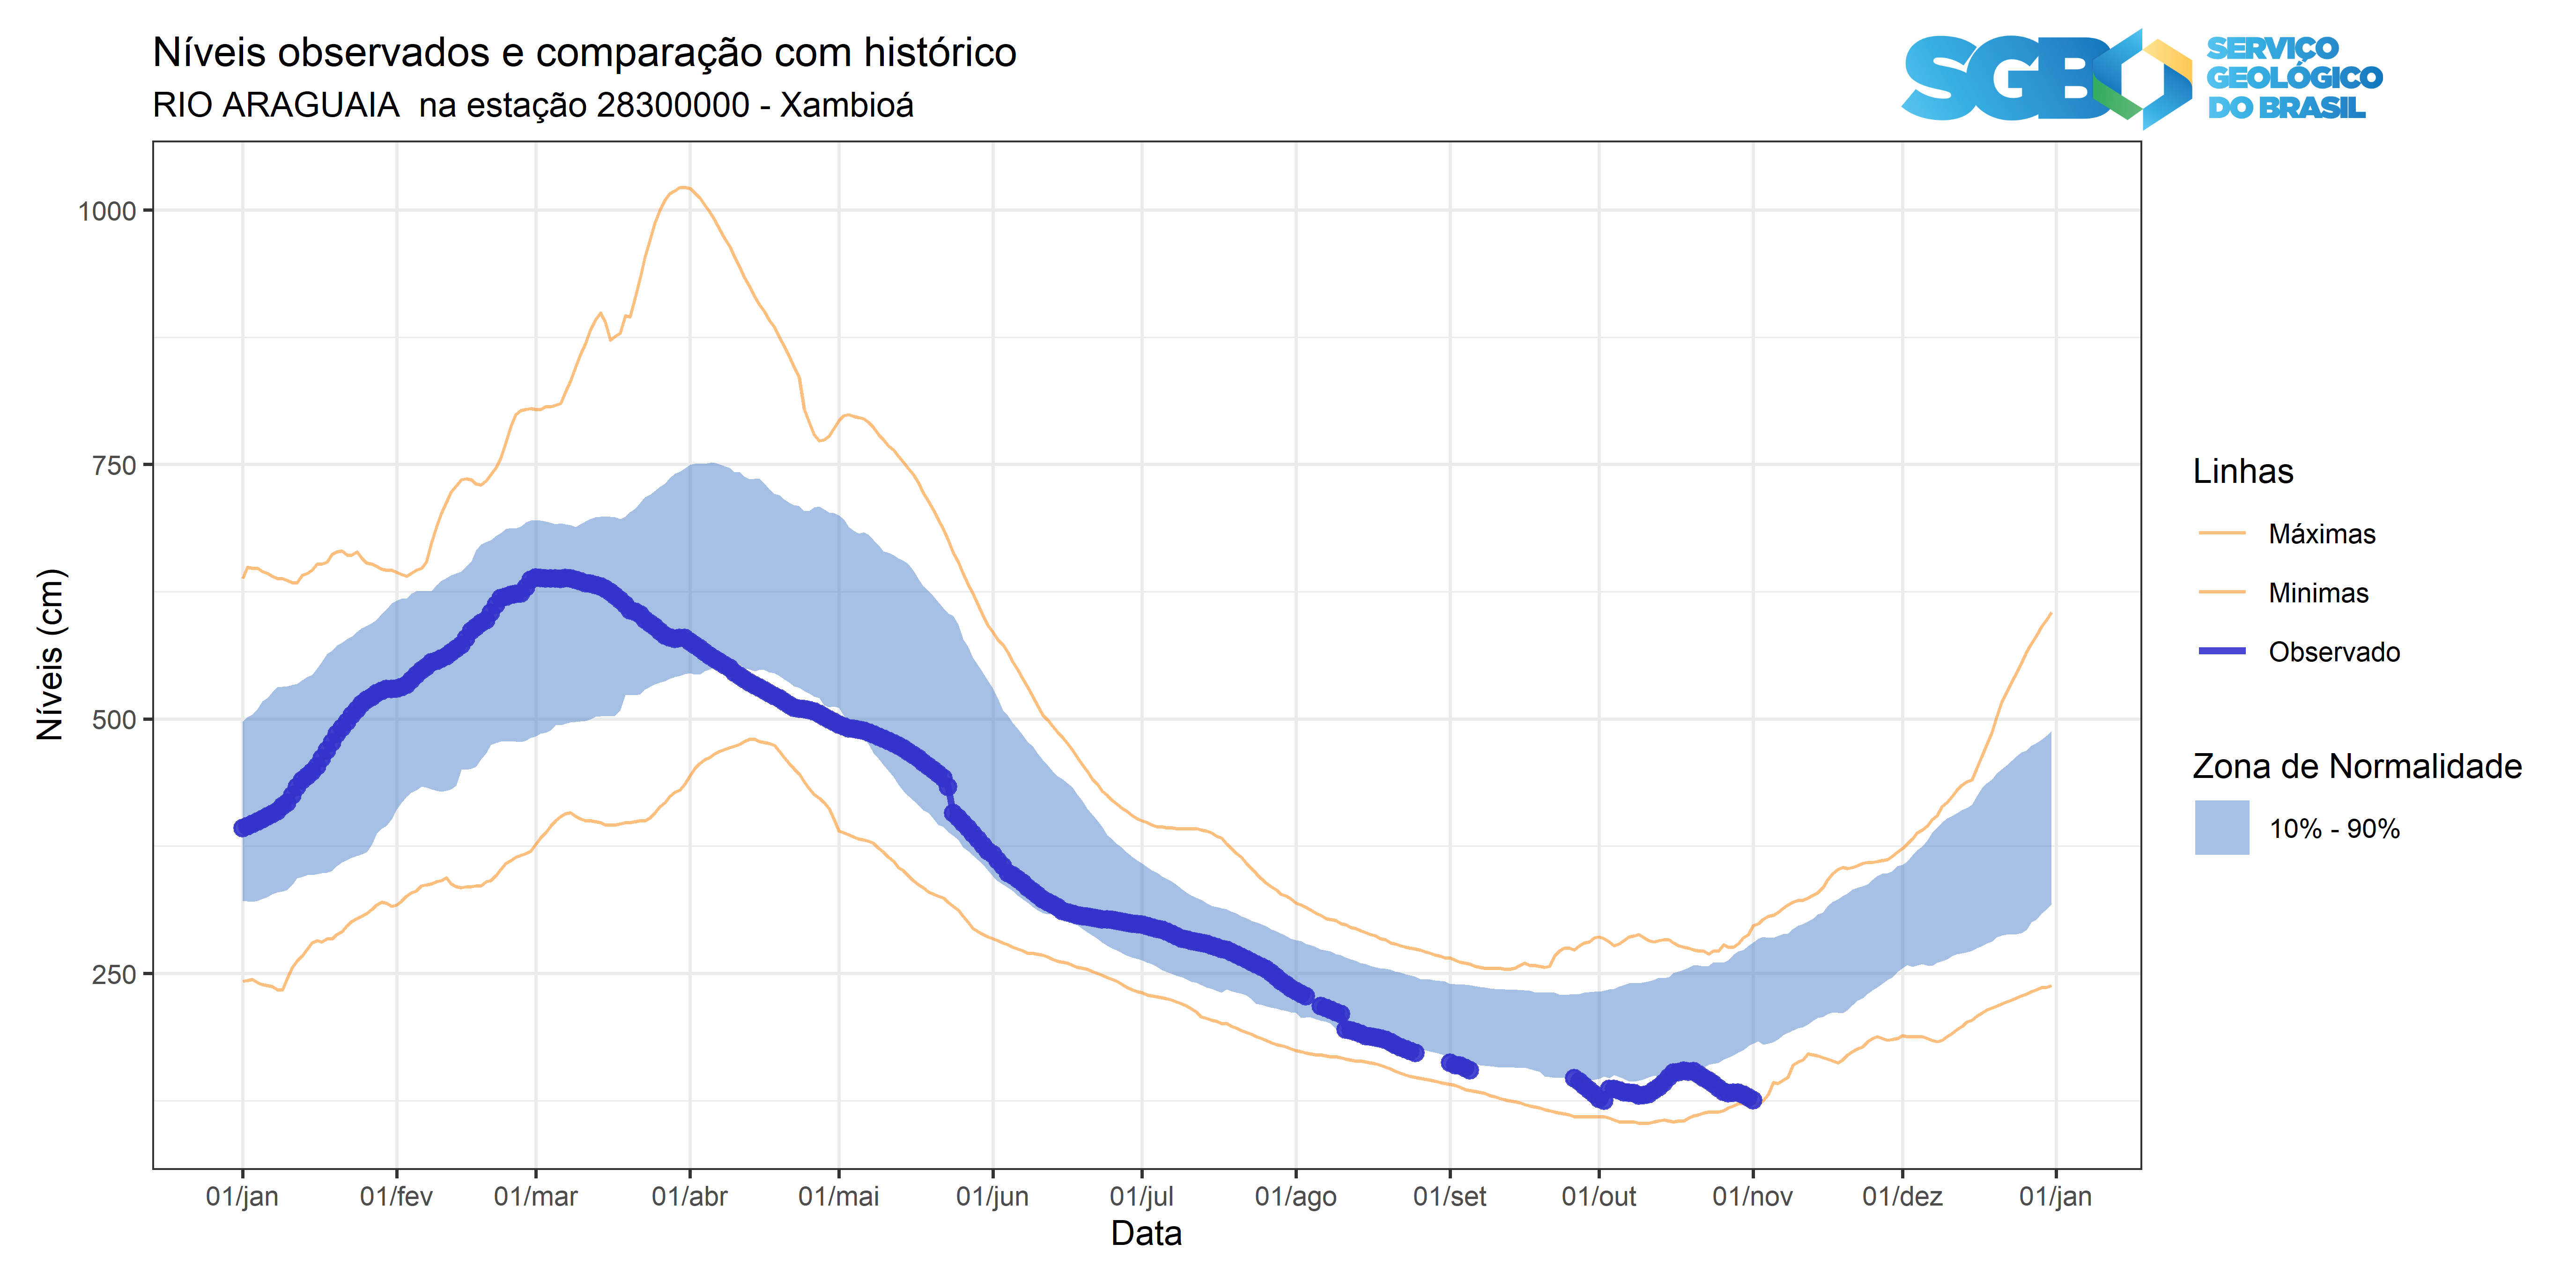 Níveis observados e comparação com histórico
RIO ARAGUAIA  na estação 28300000 - Xambioá
SGB
SERVIÇO
GEOLÓGICO
DO BRASIL
Níveis (cm)
1000
750
500
250
01/jan
01/fev
01/mar
01/abr
01/mai
01/jun
01/jul
01/ago
01/set
01/out
01/nov
01/dez
01/jan
Data
Linhas
Máximas
Minimas
Observado
Zona de Normalidade
10% - 90%